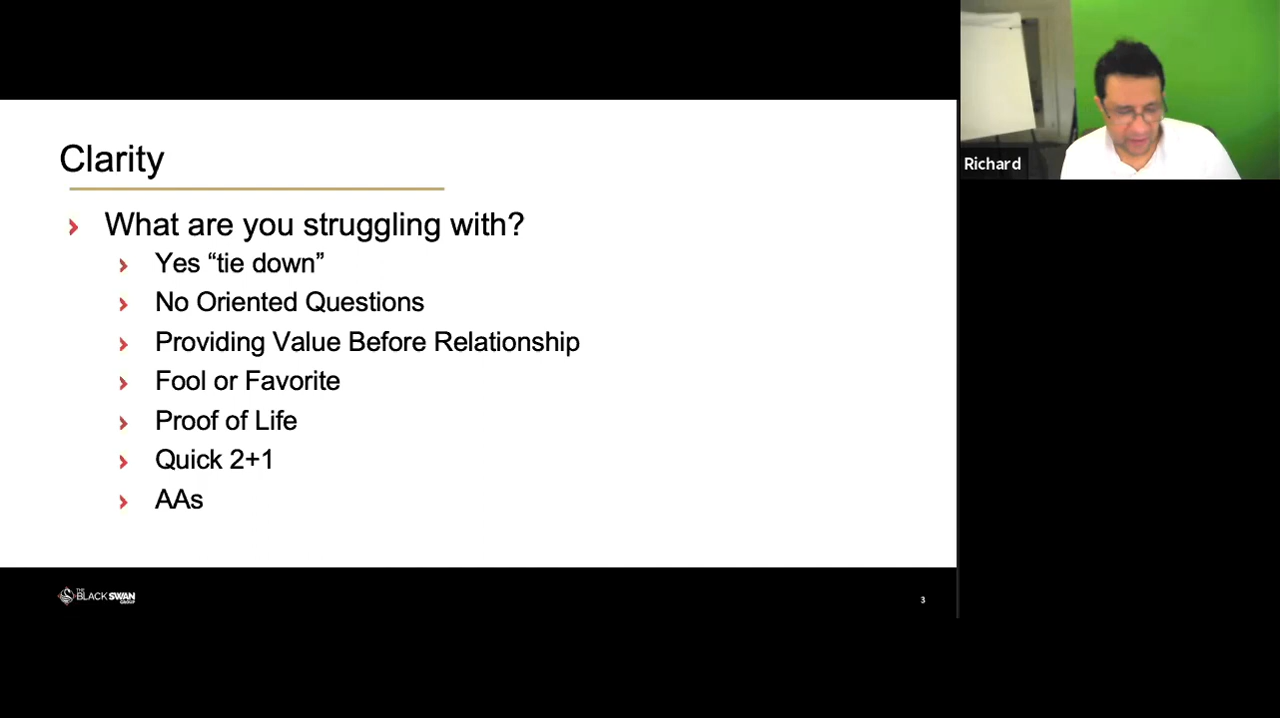 Clarity
What are you struggling with?
Yes “tie down”
No Oriented Questions
Providing Value Before Relationship
Fool or Favorite
Proof of Life
Quick 2+1
AAs
THE
BLACK SWAN
GROUP
3
Richard